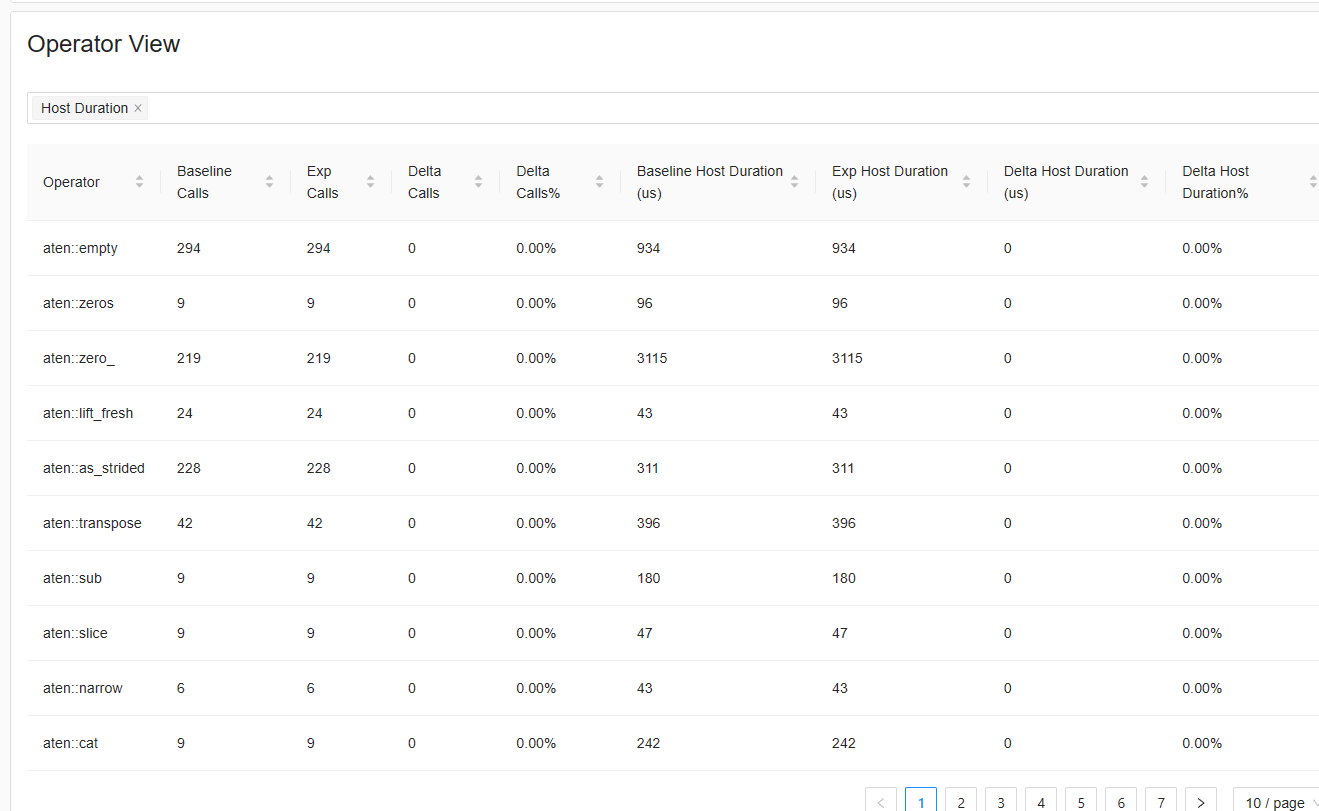 Operator View
Host Duration ×
Operator Baseline Calls Exp Calls Delta Calls Delta Calls% Baseline Host Duration (us) Exp Host Duration (us) Delta Host Duration (us) Delta Host Duration%
aten::empty 294 294 0 0.00% 934 934 0 0.00%
aten::zeros 9 9 0 0.00% 96 96 0 0.00%
aten::zero_ 219 219 0 0.00% 3115 3115 0 0.00%
aten::lift_fresh 24 24 0 0.00% 43 43 0 0.00%
aten::as_strided 228 228 0 0.00% 311 311 0 0.00%
aten::transpose 42 42 0 0.00% 396 396 0 0.00%
aten::sub 9 9 0 0.00% 180 180 0 0.00%
aten::slice 9 9 0 0.00% 47 47 0 0.00%
aten::narrow 6 6 0 0.00% 43 43 0 0.00%
aten::cat 9 9 0 0.00% 242 242 0 0.00%
< 1 2 3 4 5 6 7 > 10 / page